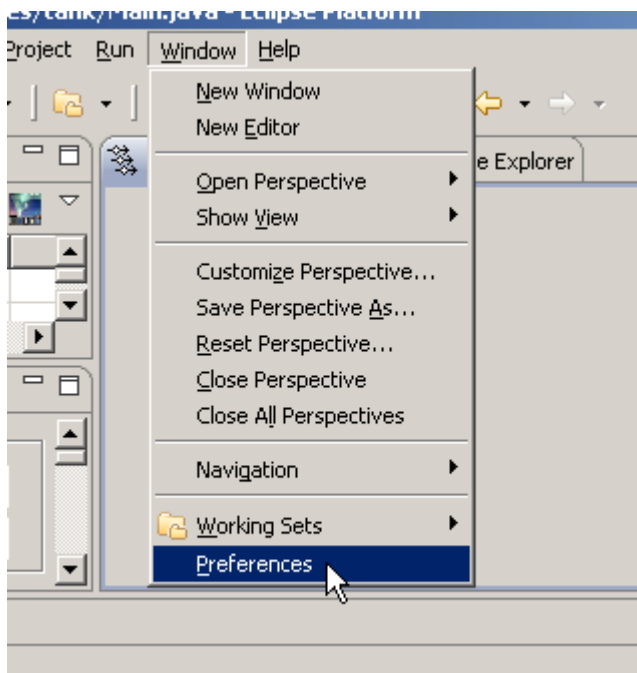 es/tank/Main.java - Eclipse Platform
Project Run Window Help
New Window
New Editor
e Explorer
Open Perspective
Show View
Customize Perspective...
Save Perspective As...
Reset Perspective...
Close Perspective
Close All Perspectives
Navigation
Working Sets
Preferences